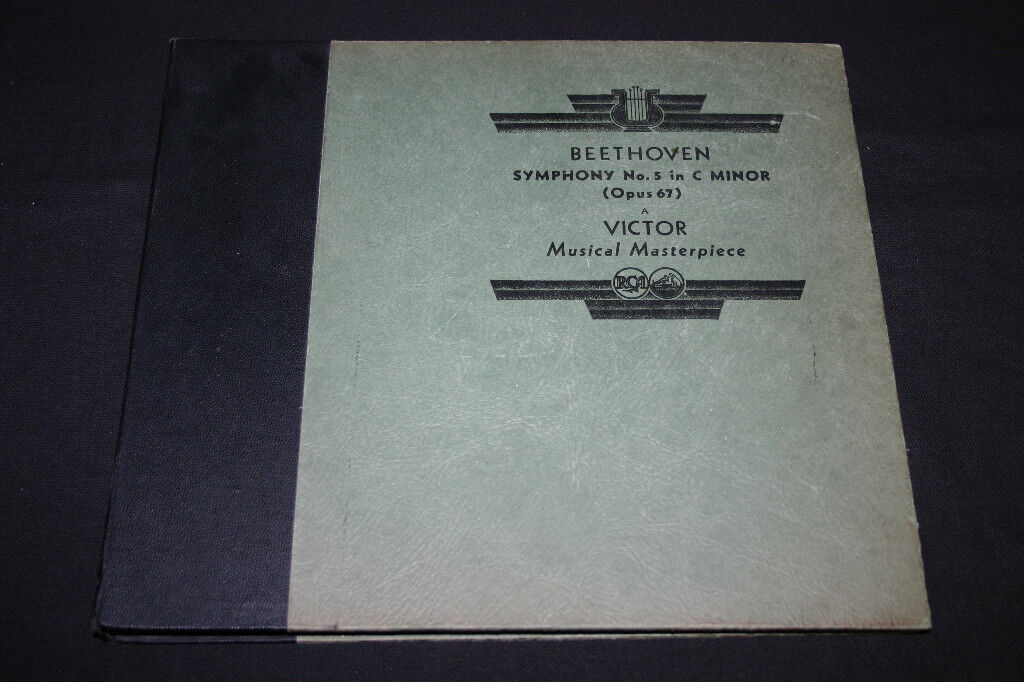 BEETHOVEN
SYMPHONY No. 5 in C MINOR
(Opus 67)
A
VICTOR
Musical Masterpiece
RCA